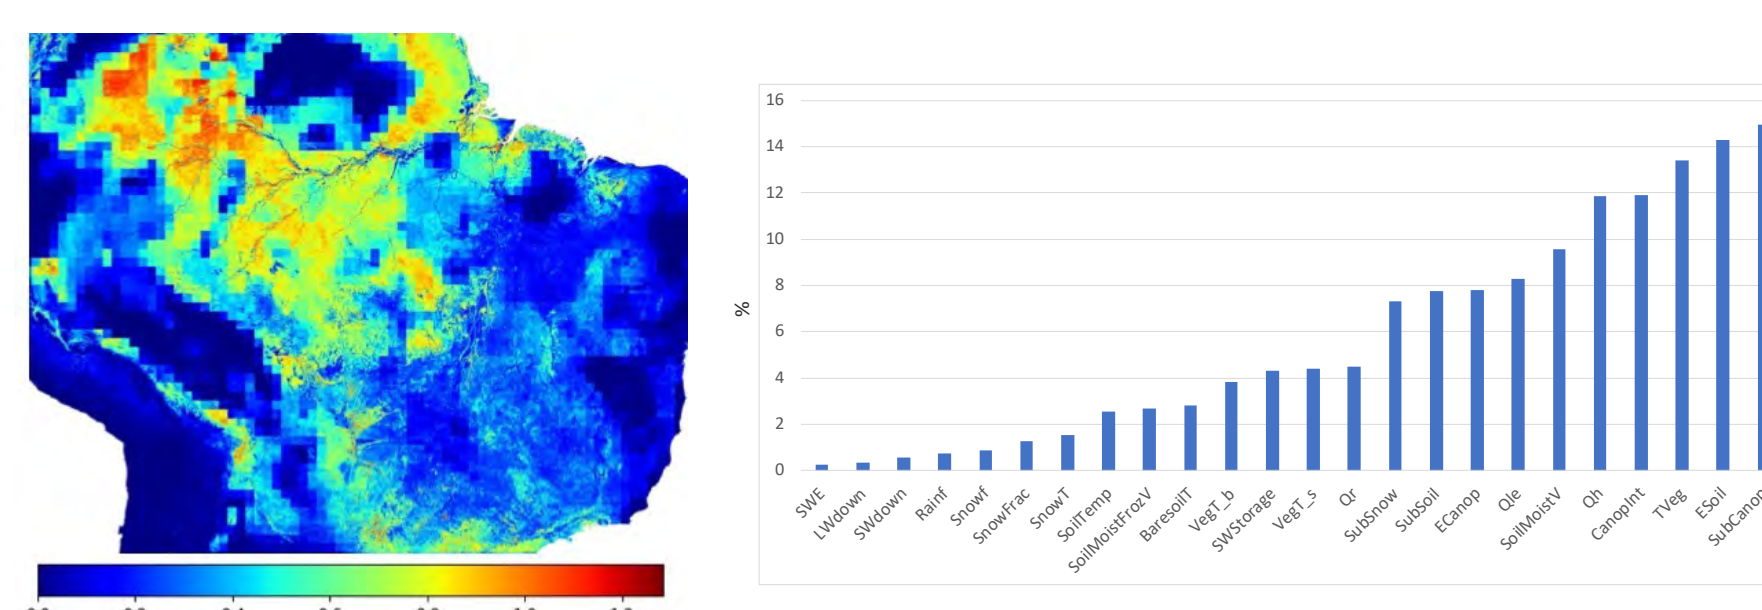 16
14
12
10
8
6
4
2
0
%
SWE
LWdown
SWdown
Rainf
Snowf
SnowFrac
SnowT
SoilTemp
SoilMoistFrozV
BaresoilT
VegT_b
SWStorage
VegT_s
Qr
SubSnow
SubSoil
ECanop
Qle
SoilMoistV
Qh
CanopInt
TVeg
ESoil
SubCanop